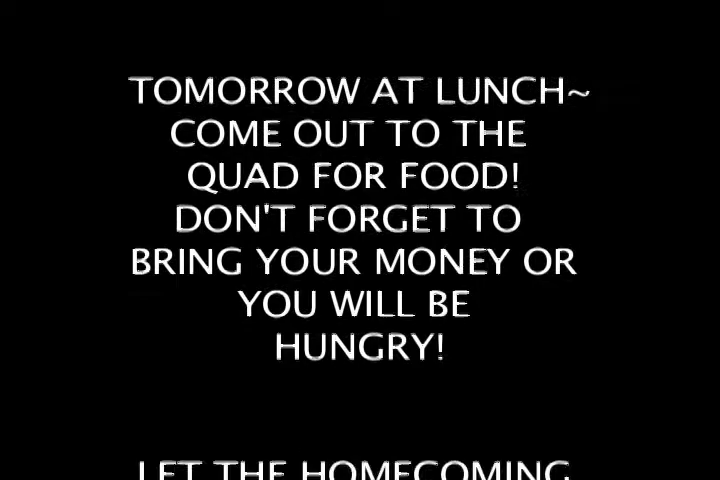 TOMORROW AT LUNCH~
COME OUT TO THE
QUAD FOR FOOD!
DON'T FORGET TO
BRING YOUR MONEY OR
YOU WILL BE
HUNGRY!
LET THE HOMECOMING